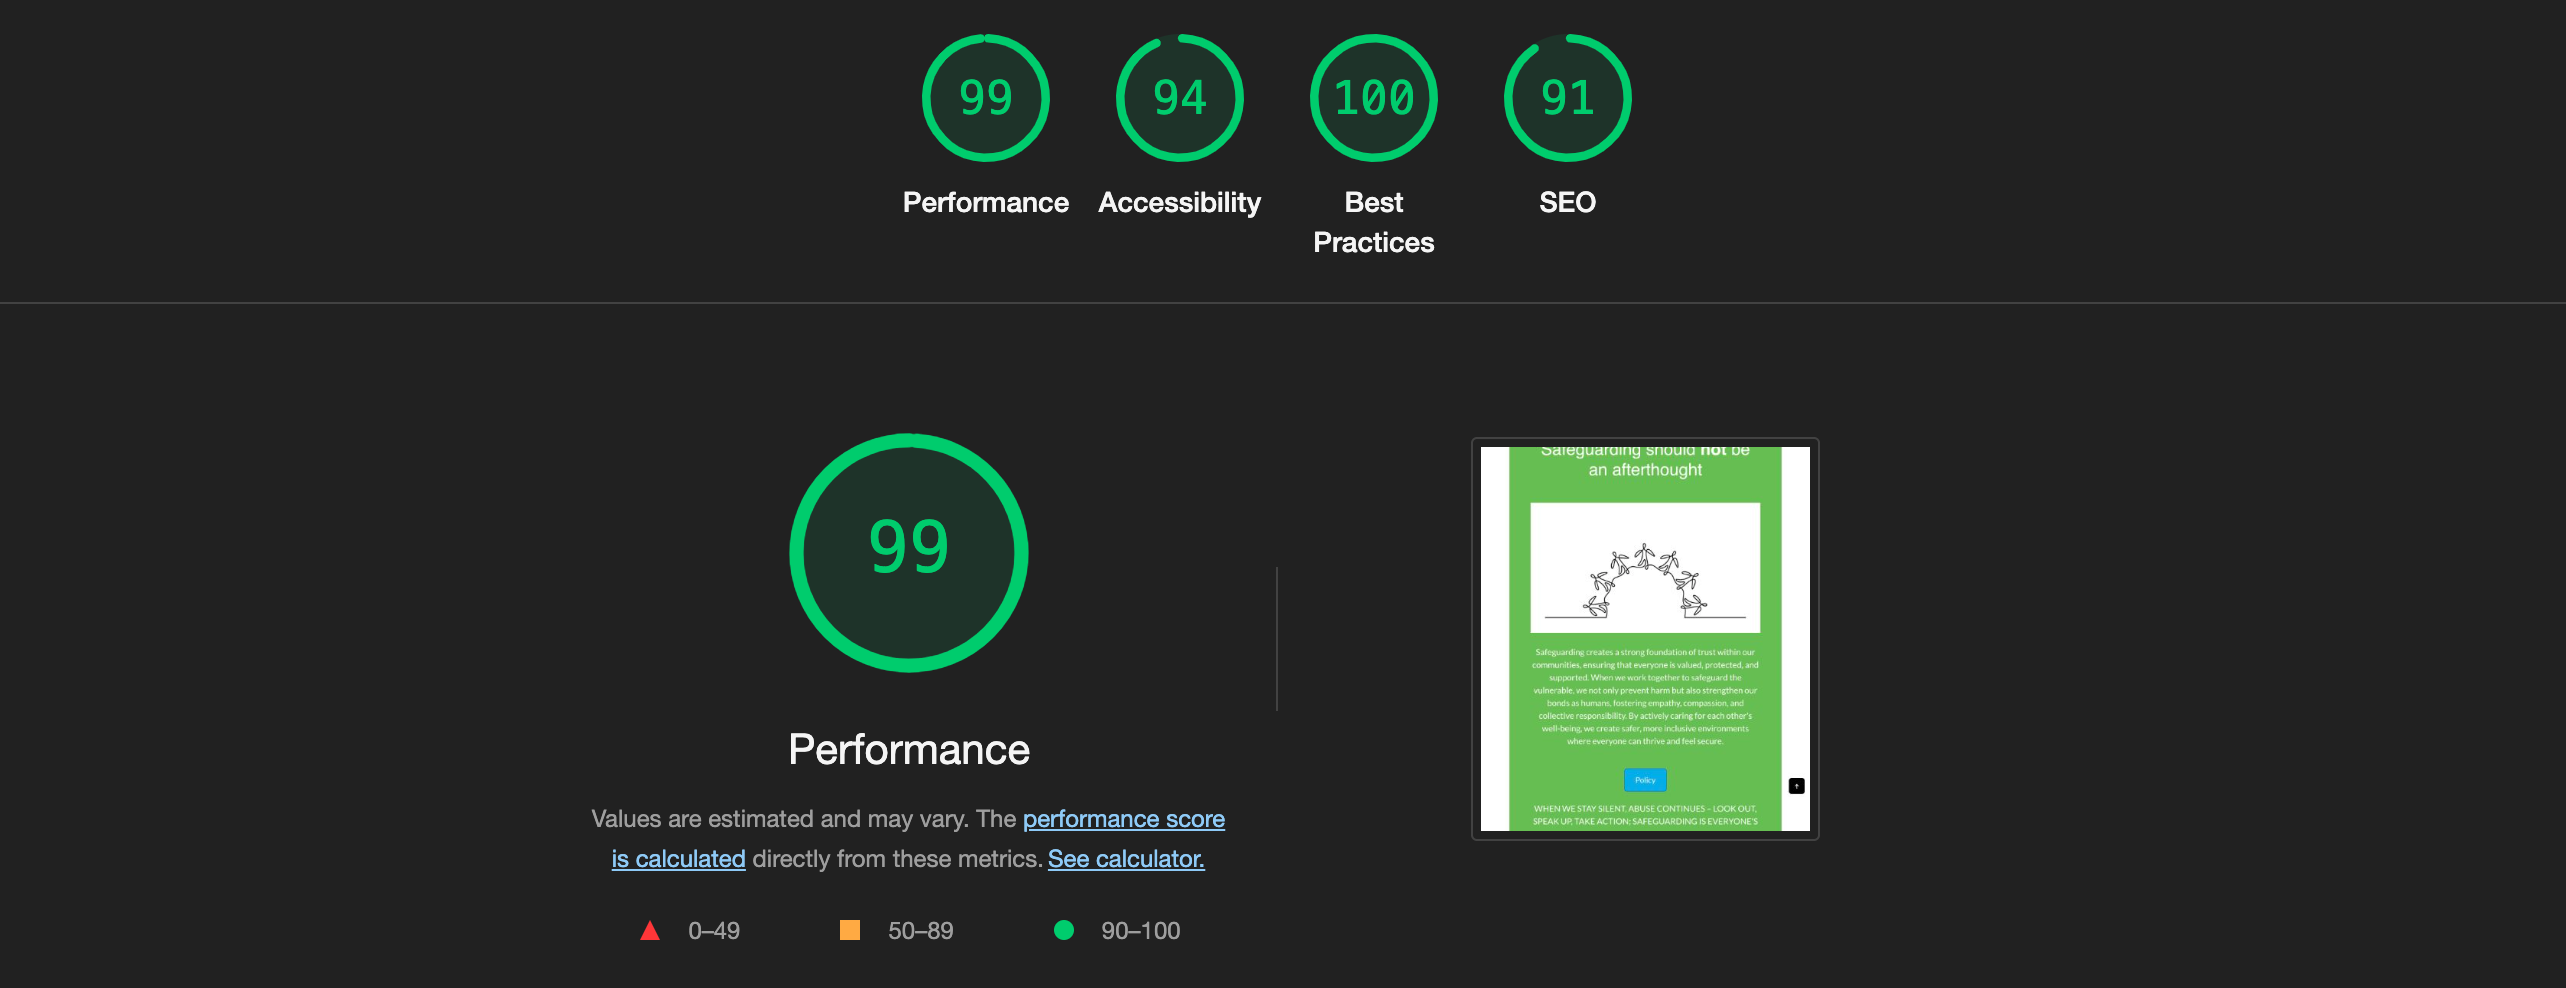 99
94
100
91
Performance
Accessibility
Best
Practices
SEO
99
Performance
Values are estimated and may vary. The performance score
is calculated directly from these metrics. See calculator.
0–49
50–89
90–100
Safeguarding should not be
an afterthought
Safeguarding creates a strong foundation of trust within our
communities, ensuring that everyone is valued, protected, and
supported. When we work together to safeguard the
vulnerable, we not only prevent harm but also strengthen our
bonds as humans, fostering empathy, compassion, and
collective responsibility. By actively caring for each other's
well-being, we create safer, more inclusive environments
where everyone can thrive and feel secure.
Policy
WHEN WE STAY SILENT, ABUSE CONTINUES – LOOK OUT,
SPEAK UP, TAKE ACTION; SAFEGUARDING IS EVERYONE'S